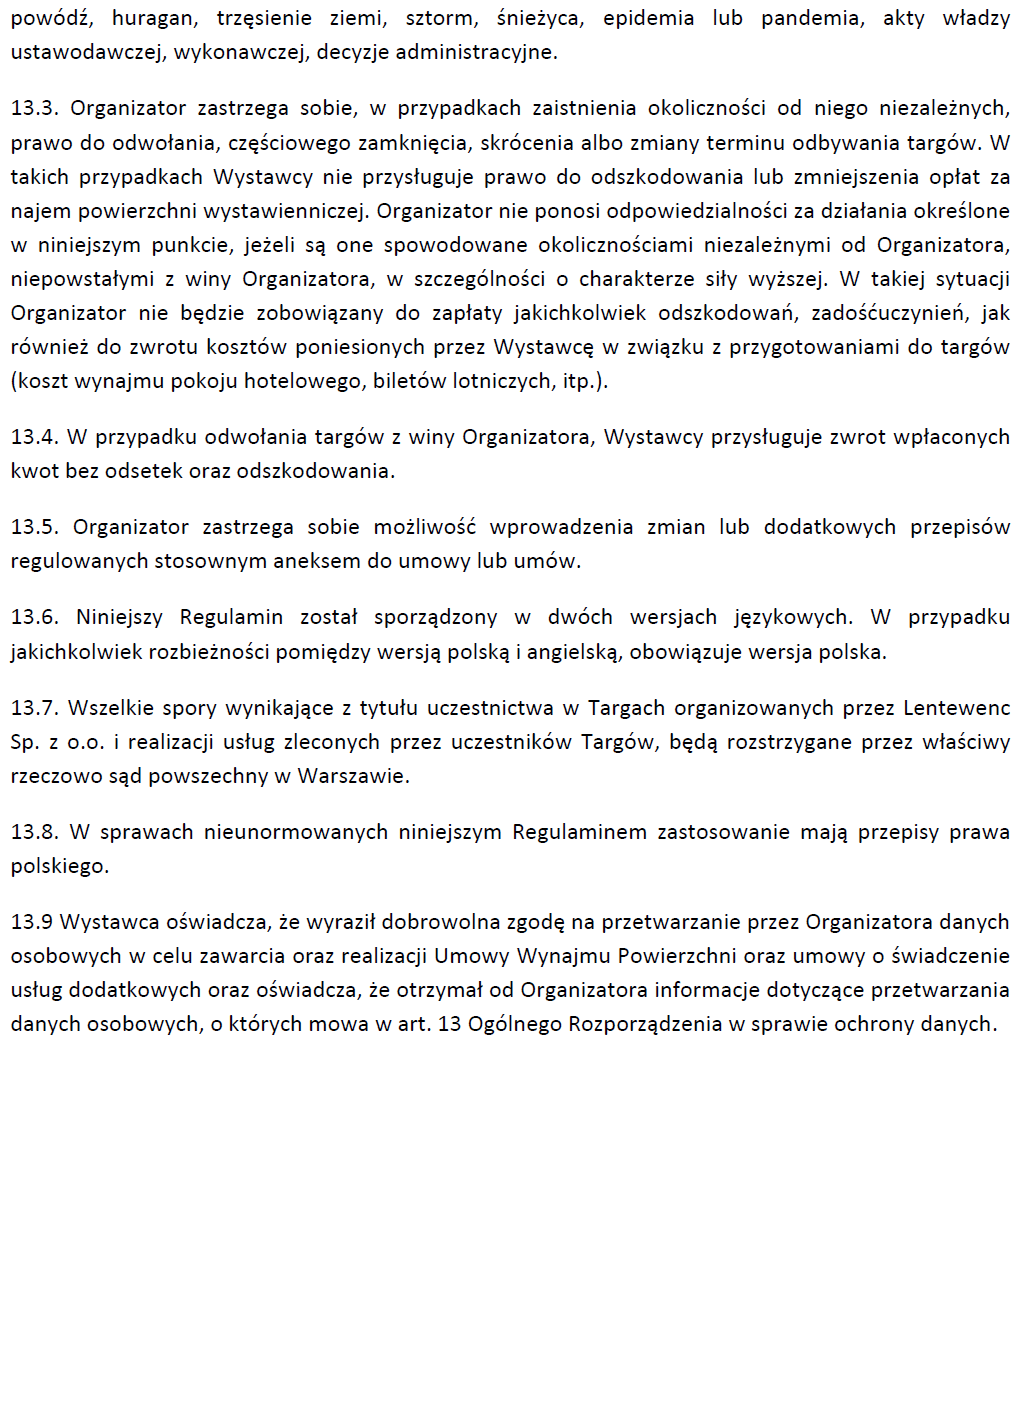 powódź, huragan, trzęsienie ziemi, sztorm, śnieżyca, epidemia lub pandemia, akty władzy
ustawodawczej, wykonawczej, decyzje administracyjne.
13.3. Organizator zastrzega sobie, w przypadkach zaistnienia okoliczności od niego niezależnych,
prawo do odwołania, częściowego zamknięcia, skrócenia albo zmiany terminu odbywania targów. W
takich przypadkach Wystawcy nie przysługuje prawo do odszkodowania lub zmniejszenia opłat za
najem powierzchni wystawienniczej. Organizator nie ponosi odpowiedzialności za działania określone
w niniejszym punkcie, jeżeli są one spowodowane okolicznościami niezależnymi od Organizatora,
niepowstałymi z winy Organizatora, w szczególności o charakterze siły wyższej. W takiej sytuacji
Organizator nie będzie zobowiązany do zapłaty jakichkolwiek odszkodowań, zadośćuczynień, jak
również do zwrotu kosztów poniesionych przez Wystawcę w związku z przygotowaniami do targów
(koszt wynajmu pokoju hotelowego, biletów lotniczych, itp.).
13.4. W przypadku odwołania targów z winy Organizatora, Wystawcy przysługuje zwrot wpłaconych
kwot bez odsetek oraz odszkodowania.
13.5. Organizator zastrzega sobie możliwość wprowadzenia zmian lub dodatkowych przepisów
regulowanych stosownym aneksem do umowy lub umów.
13.6. Niniejszy Regulamin został sporządzony w dwóch wersjach językowych. W przypadku
jakichkolwiek rozbieżności pomiędzy wersją polską i angielską, obowiązuje wersja polska.
13.7. Wszelkie spory wynikające z tytułu uczestnictwa w Targach organizowanych przez Lentewenc
Sp. z o.o. i realizacji usług zleconych przez uczestników Targów, będą rozstrzygane przez właściwy
rzeczowo sąd powszechny w Warszawie.
13.8. W sprawach nieunormowanych niniejszym Regulaminem zastosowanie mają przepisy prawa
polskiego.
13.9 Wystawca oświadcza, że wyraził dobrowolna zgodę na przetwarzanie przez Organizatora danych
osobowych w celu zawarcia oraz realizacji Umowy Wynajmu Powierzchni oraz umowy o świadczenie
usług dodatkowych oraz oświadcza, że otrzymał od Organizatora informacje dotyczące przetwarzania
danych osobowych, o których mowa w art. 13 Ogólnego Rozporządzenia w sprawie ochrony danych.